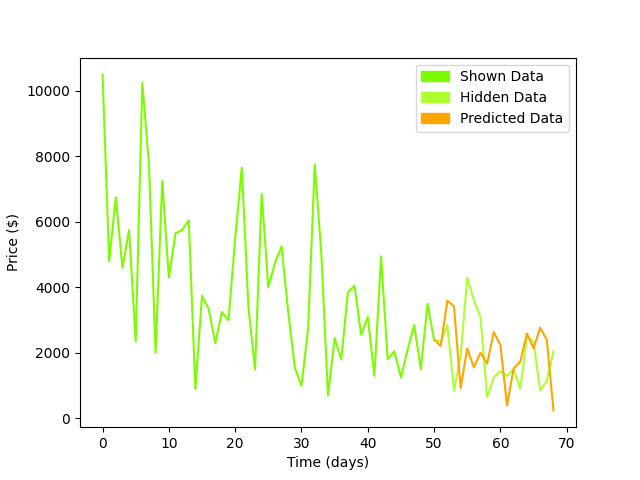 Shown Data
Hidden Data
Predicted Data
10000
8000
6000
4000
2000
0
Price ($)
0 10 20 30 40 50 60 70
Time (days)